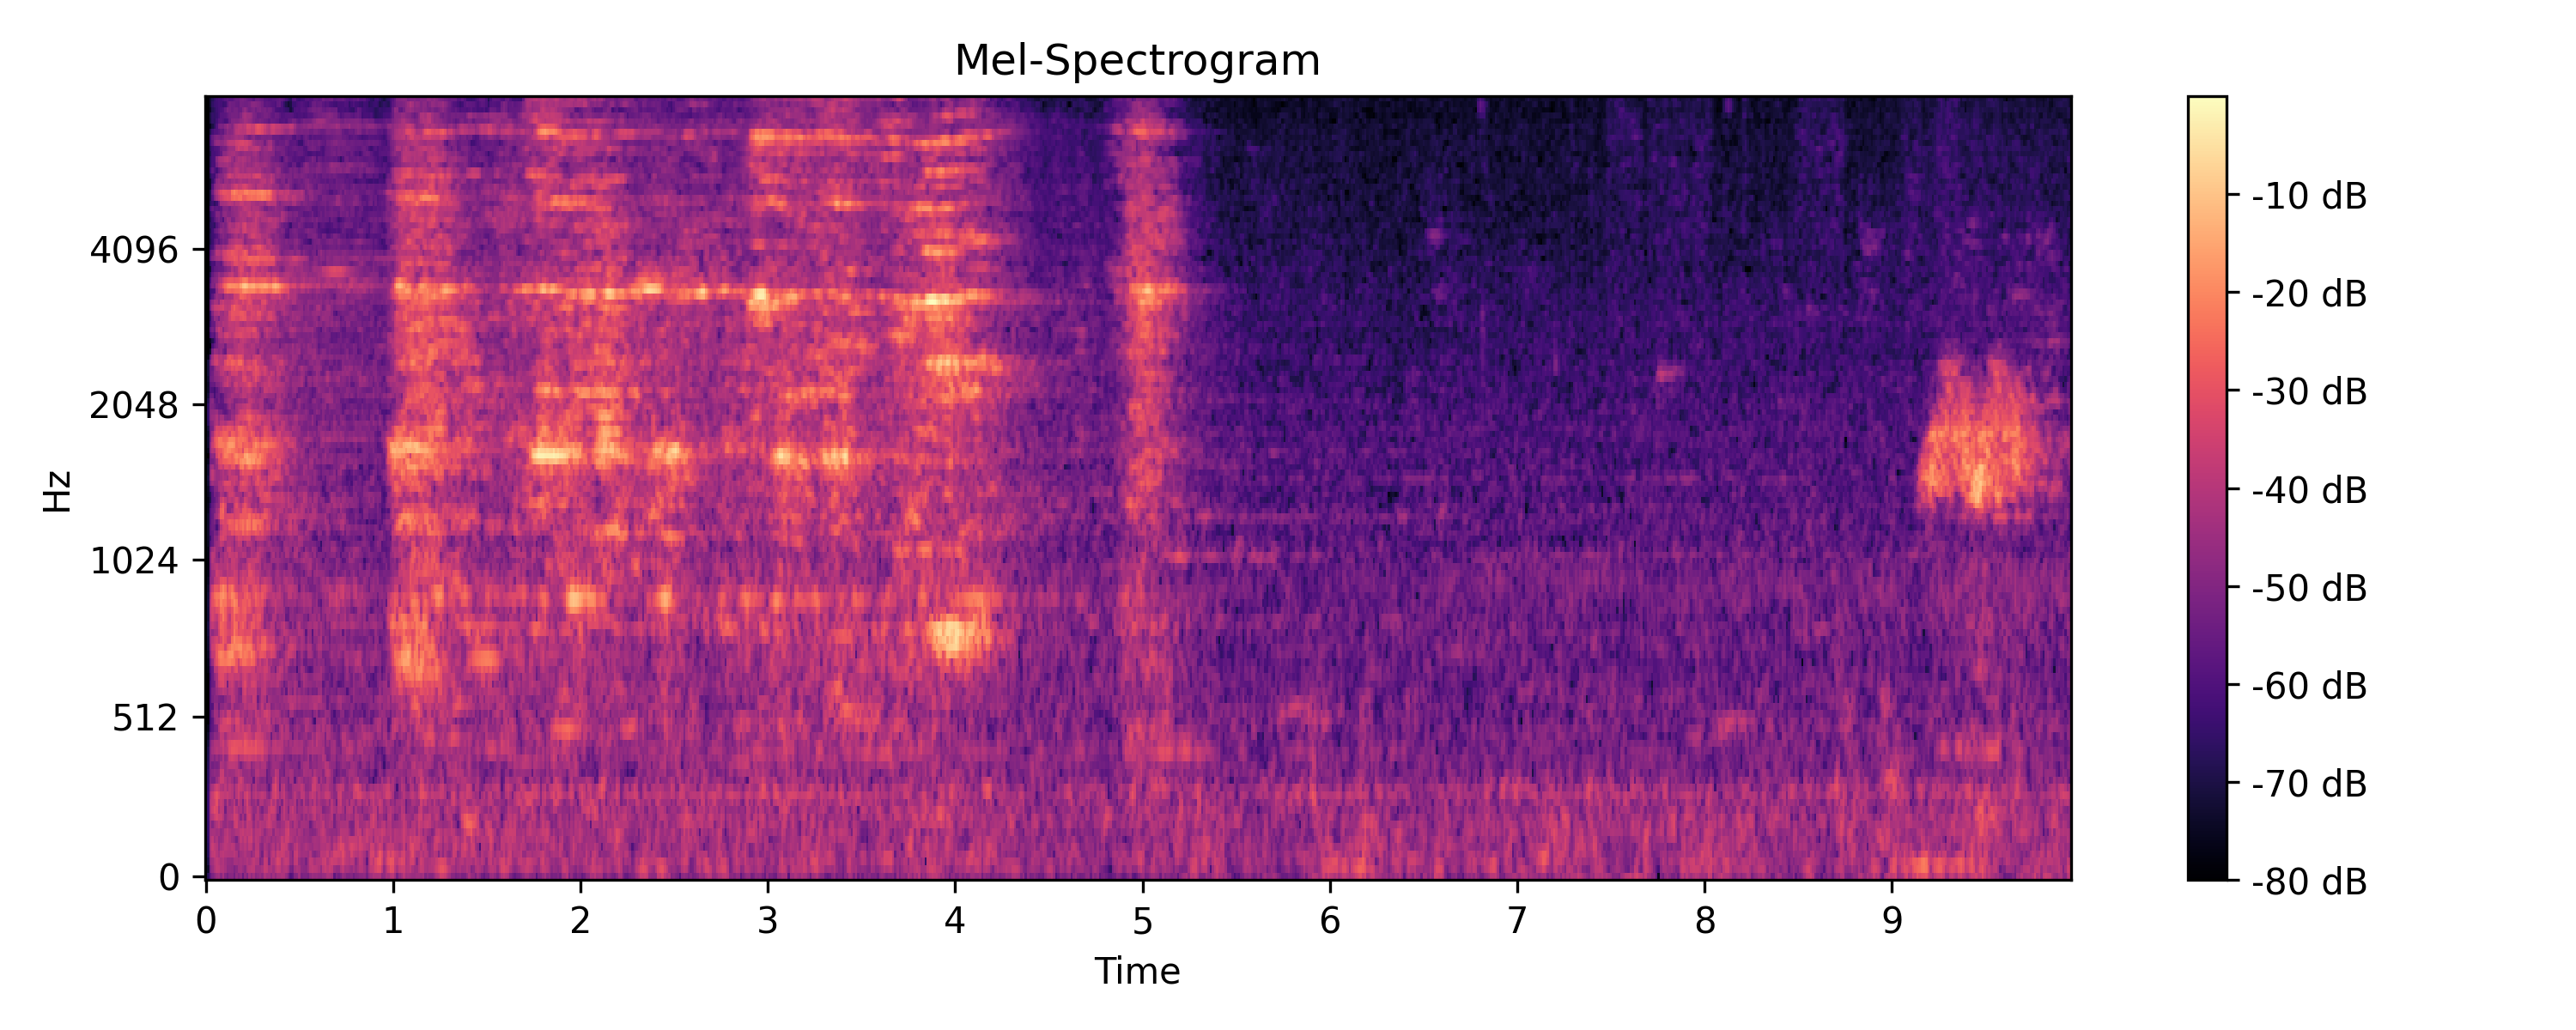 Mel-Spectrogram
Hz
4096
2048
1024
512
0
0 1 2 3 4 5 6 7 8 9
Time
-10 dB
-20 dB
-30 dB
-40 dB
-50 dB
-60 dB
-70 dB
-80 dB